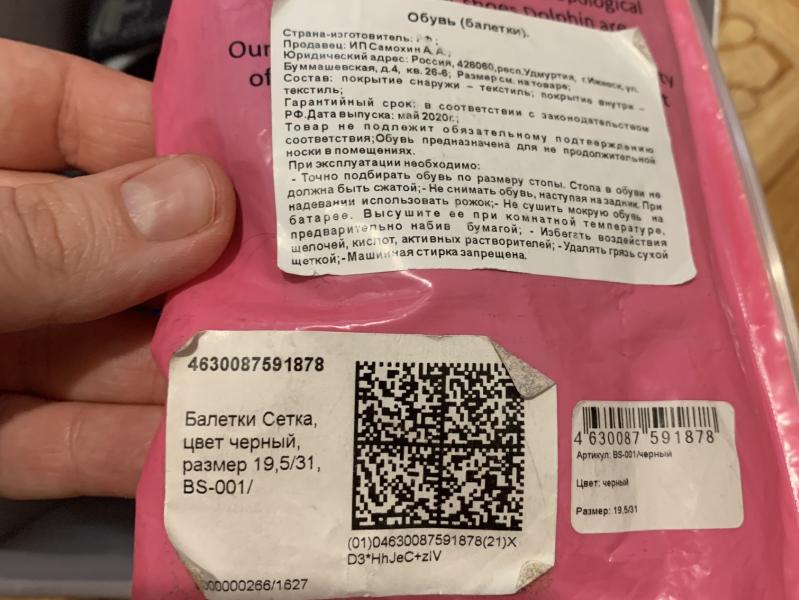 opological
shoes Dolphin are
Our
of
ty
t
Обувь (балетки).
Страна-изготовитель: РФ;
Продавец: ИП Самохин А.А.;
Юридический адрес: Россия, 426060,респ.Удмуртия, г.Ижевск,ул.
Буммашевская, д.4, кв. 26-6; Размер см. на товаре;
Состав: покрытие снаружи – текстиль; покрытие внутри –
текстиль;
Гарантийный срок: в соответствии с законодательством
РФ.Дата выпуска: май 2020г.;
Товар не подлежит обязательному подтверждению
соответствия;Обувь предназначена для не продолжительной
носки в помещениях.
При эксплуатации необходимо:
- Точно подбирать обувь по размеру стопы. Стопа в обуви не
должна быть сжатой;- Не снимать обувь, наступая на задник. При
надевании использовать рожок;- Не сушить мокрую обувь на
батарее. Высушите ее при комнатной температуре,
предварительно набив бумагой; - Избегать воздействия
щелочей, кислот, активных растворителей; -Удалять грязь сухой
щеткой;-Машинная стирка запрещена.
4630087591878
Балетки Сетка,
цвет черный,
размер 19,5/31,
BS-001/
(01)04630087591878(21)X
D3*HhJeC+zIV
00000266/1627
4 630087 591878
Артикул: BS-001/черный
Цвет: черный
Размер: 19,5/31